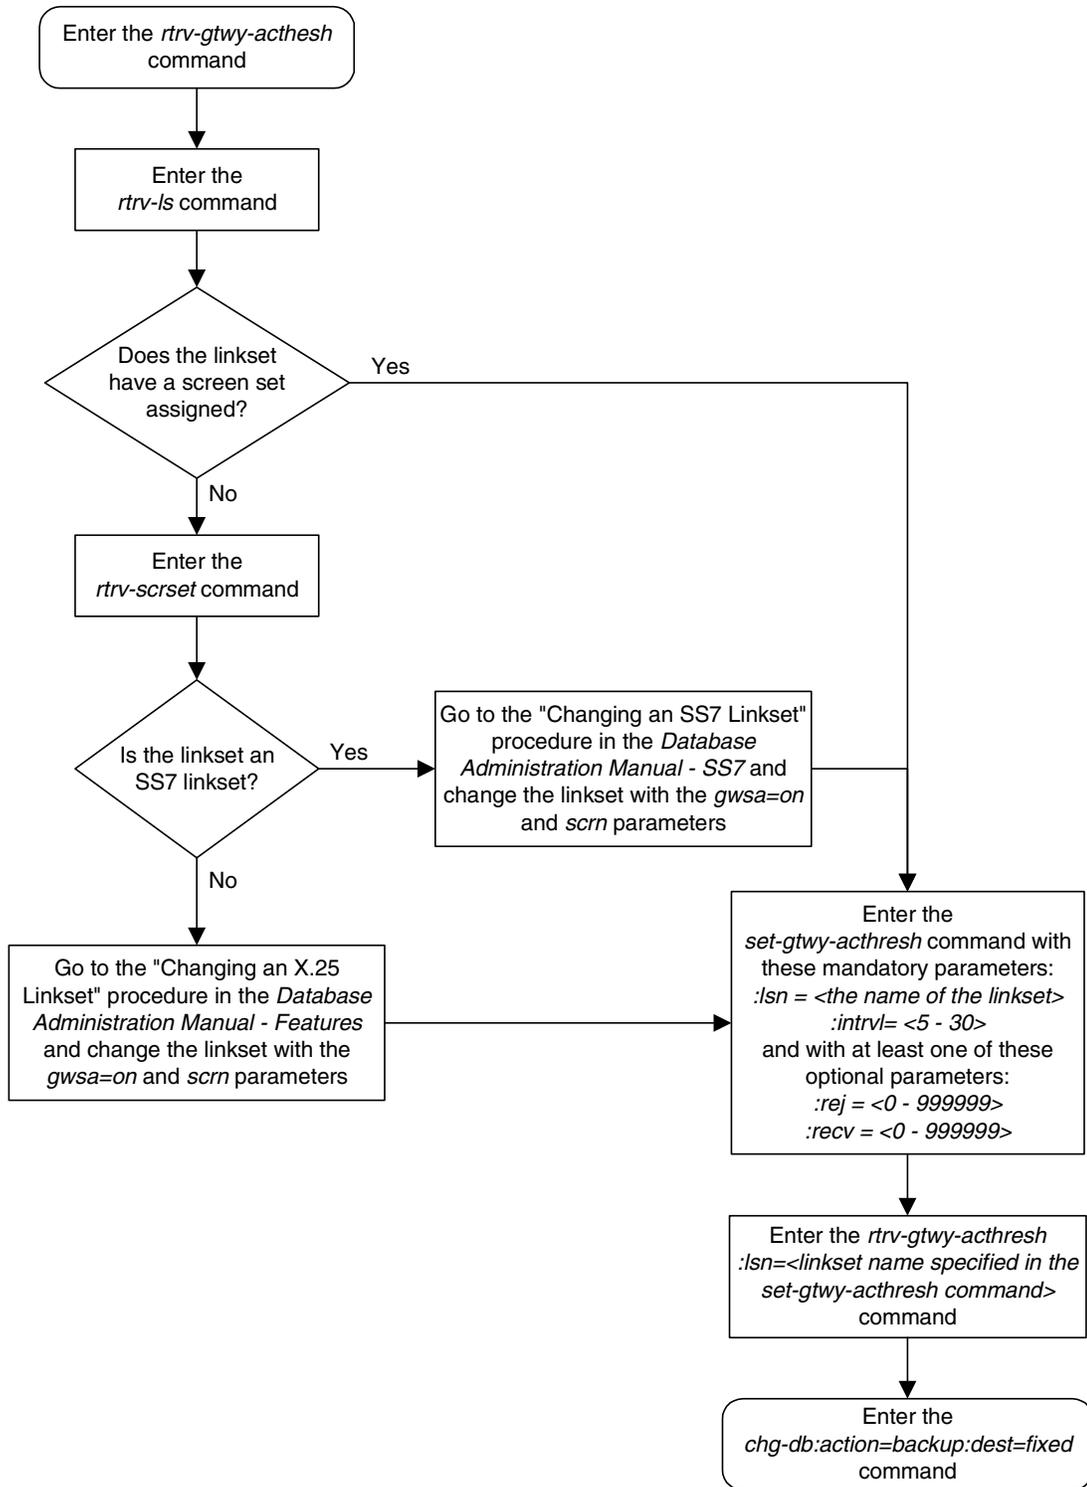 Enter the rtrv-gtwy-acthesh
command
Enter the
rtrv-ls command
Does the linkset
have a screen set
assigned?
Yes
No
Enter the
rtrv-scrset command
Is the linkset an
SS7 linkset?
Yes
Go to the "Changing an SS7 Linkset"
procedure in the Database
Administration Manual - SS7 and
change the linkset with the gwsa=on
and scrn parameters
No
Go to the "Changing an X.25
Linkset" procedure in the Database
Administration Manual - Features
and change the linkset with the
gwsa=on and scrn parameters
Enter the
set-gtwy-acthresh command with
these mandatory parameters:
:lsn = <the name of the linkset>
:intrvl= <5 - 30>
and with at least one of these
optional parameters:
:rej = <0 - 999999>
:recv = <0 - 999999>
Enter the rtrv-gtwy-acthresh
:lsn=<linkset name specified in the
set-gtwy-acthresh command>
command
Enter the
chg-db:action=backup:dest=fixed
command